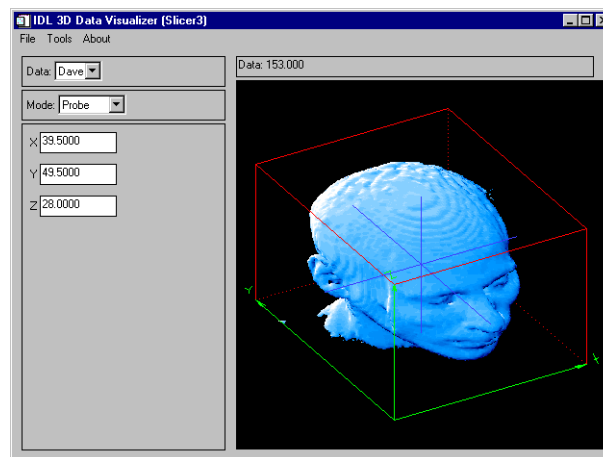 IDL 3D Data Visualizer (Slicer3)
File Tools About
Data: Dave
Data: 153.000
Mode: Probe
X 39.5000
Y 49.5000
Z 28.0000
Y
X